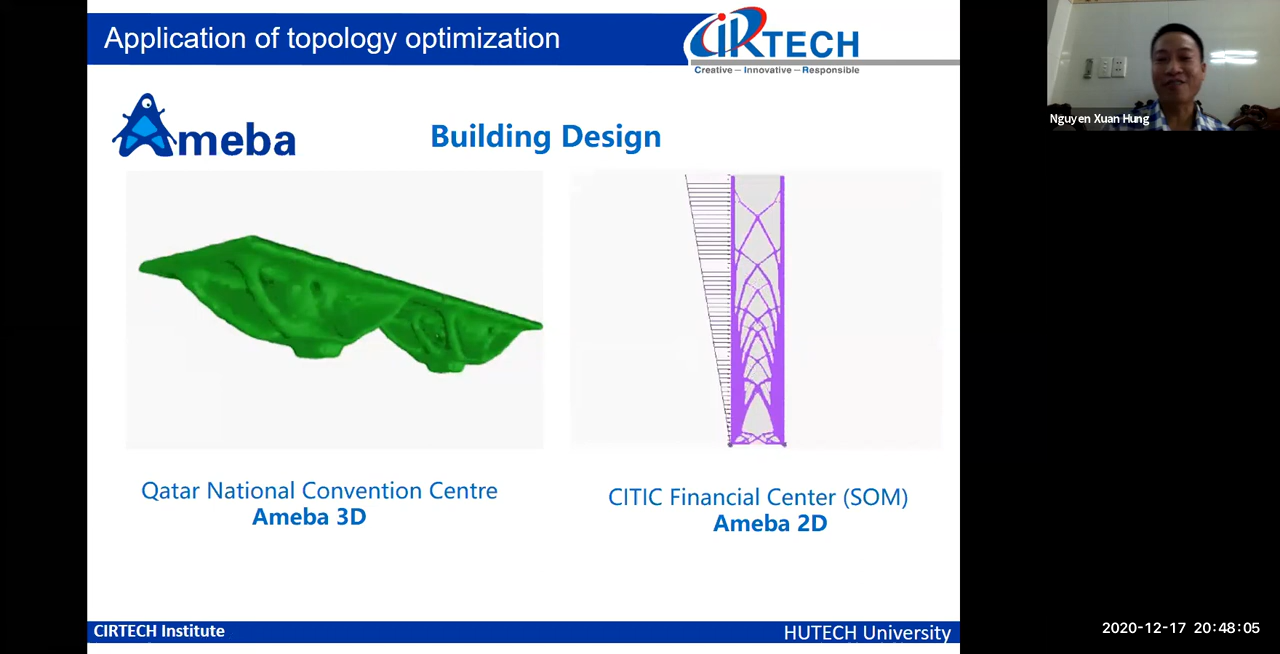 Application of topology optimization
CIRTECH
Creative – Innovative – Responsible
Nguyen Xuan Hung
Ameba
Building Design
Qatar National Convention Centre
Ameba 3D
CITIC Financial Center (SOM)
Ameba 2D
CIRTECH Institute
HUTECH University
2020-12-17 20:48:05